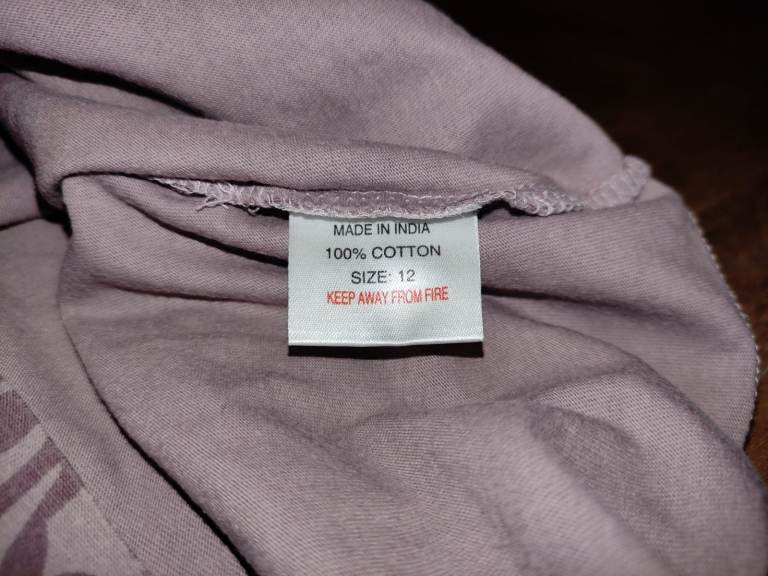 MADE IN INDIA
100% COTTON
SIZE: 12
KEEP AWAY FROM FIRE